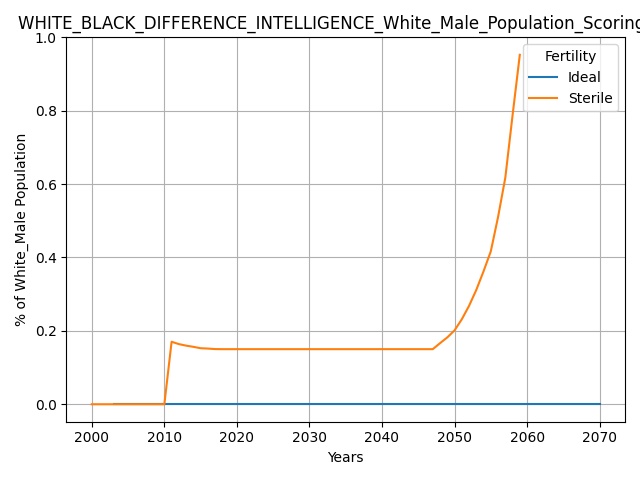 WHITE_BLACK_DIFFERENCE_INTELLIGENCE_White_Male_Population_Scoring
Fertility
Ideal
Sterile
% of White_Male Population
1.0
0.8
0.6
0.4
0.2
0.0
2000 2010 2020 2030 2040 2050 2060 2070
Years